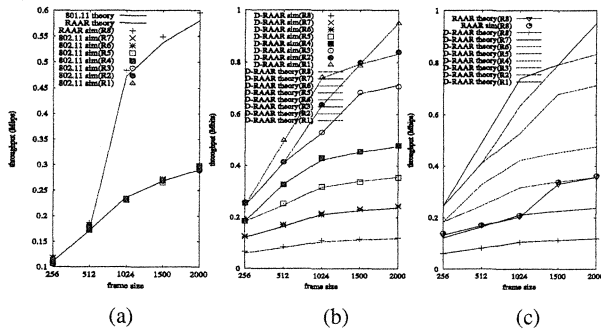 801.11 theory
RAAR theory
RAAR sim(R8)
802.11 sim(R7)
802.11 sim(R6)
802.11 sim(R5)
802.11 sim(R4)
802.11 sim(R3)
802.11 sim(R2)
802.11 sim(R1)
0.6
0.55
0.5
0.45
0.4
0.35
0.3
0.25
0.2
0.15
0.1
throughput (Mbps)
256 512 1024 1500 2000
frame size
(a)
D-RAAR sim(R8)
D-RAAR sim(R7)
D-RAAR sim(R6)
D-RAAR sim(R5)
D-RAAR sim(R4)
D-RAAR sim(R3)
D-RAAR sim(R2)
D-RAAR sim(R1)
D-RAAR theory(R8)
D-RAAR theory(R7)
D-RAAR theory(R6)
D-RAAR theory(R5)
D-RAAR theory(R4)
D-RAAR theory(R3)
D-RAAR theory(R2)
D-RAAR theory(R1)
1
0.8
0.6
0.4
0.2
0
256 512 1024 1500 2000
frame size
(b)
RAAR theory(R8)
RAAR sim(R8)
D-RAAR theory(R8)
D-RAAR theory(R7)
D-RAAR theory(R6)
D-RAAR theory(R5)
D-RAAR theory(R4)
D-RAAR theory(R3)
D-RAAR theory(R2)
D-RAAR theory(R1)
1
0.8
0.6
0.4
0.2
0
256 512 1024 1500 2000
frame size
(c)